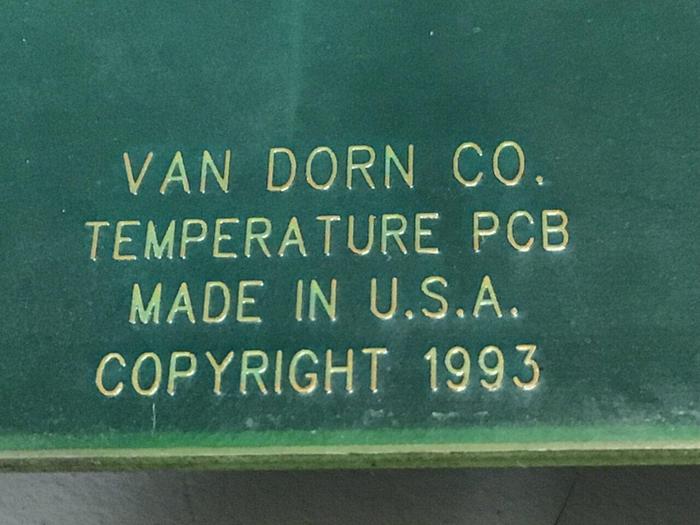 VAN DORN CO.
TEMPERATURE PCB
MADE IN U.S.A.
COPYRIGHT 1993